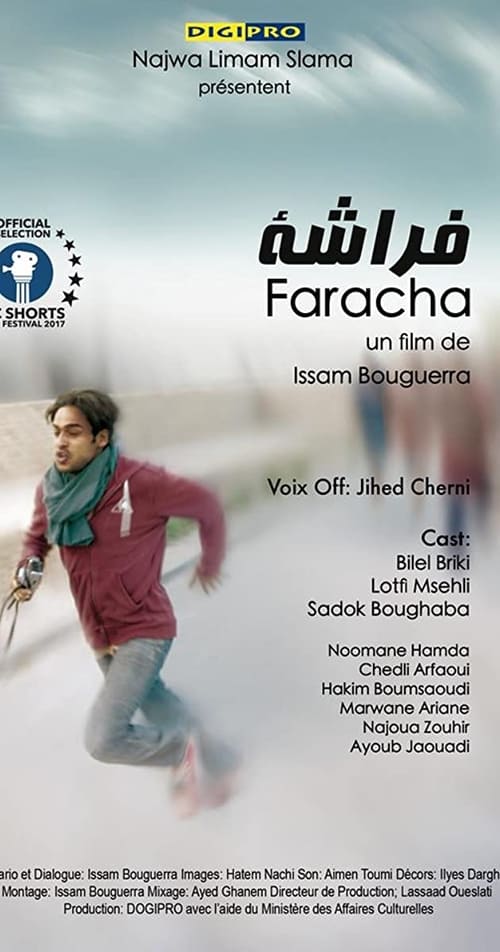 DIGIPRO
Najwa Limam Slama
présentent
OFFICIAL
SELECTION
SHORTS
FESTIVAL 2017
فراشة
Faracha
un film de
Issam Bouguerra
Voix Off: Jihed Cherni
Cast:
Bilel Briki
Lotfi Msehli
Sadok Boughaba
Noomane Hamda
Chedli Arfaoui
Hakim Boumsaoudi
Marwane Ariane
Najoua Zouhir
Ayoub Jaouadi
ario et Dialogue: Issam Bouguerra Images: Hatem Nachi Son: Aimen Toumi Décors: Ilyes Dargh
Montage: Issam Bouguerra Mixage: Ayed Ghanem Directeur de Production; Lassaad Oueslati
Production: DOGIPRO avec l'aide du Ministère des Affaires Culturelles